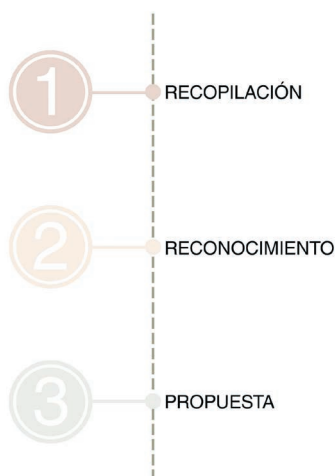 1
RECOPILACIÓN
2
RECONOCIMIENTO
3
PROPUESTA